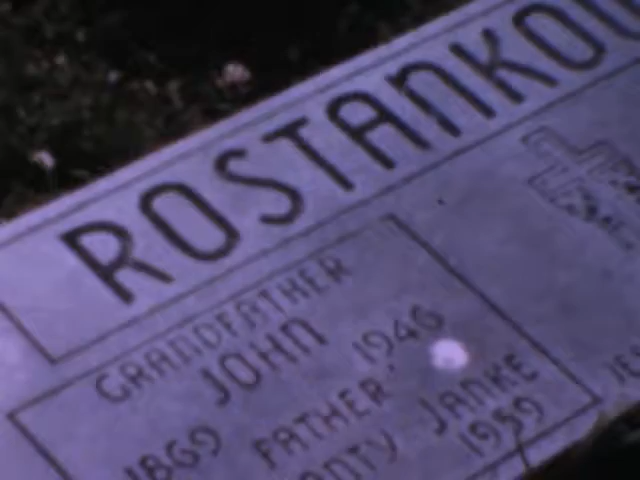 ROSTANKO
GRANDFATHER
JOHN
1869 1946
FATHER
JANKE
1959